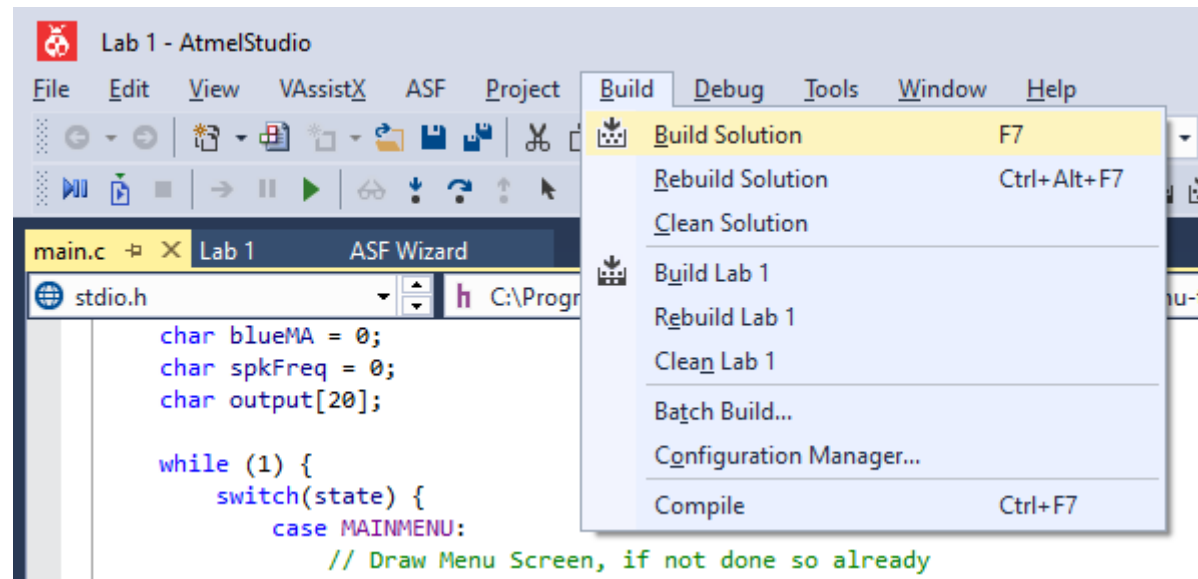 Lab 1 - AtmelStudio
File Edit View VAssistX ASF Project Build Debug Tools Window Help
Build Solution F7
Rebuild Solution Ctrl+Alt+F7
Clean Solution
main.c Lab 1 ASF Wizard
Build Lab 1
stdio.h h C:\Progr
Rebuild Lab 1
char blueMA = 0;
Clean Lab 1
char spkFreq = 0;
char output[20];
Batch Build...
Configuration Manager...
while (1) {
switch(state) {
Compile Ctrl+F7
case MAINMENU:
// Draw Menu Screen, if not done so already